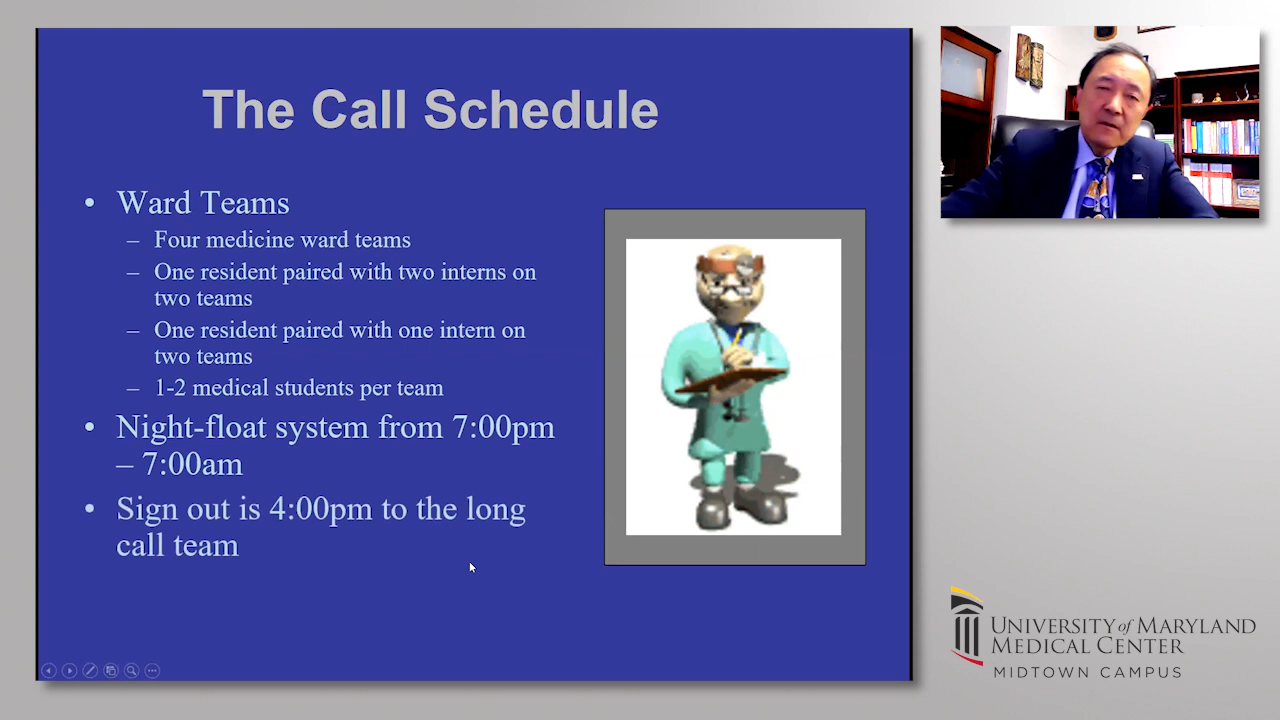 The Call Schedule
• Ward Teams
– Four medicine ward teams
– One resident paired with two interns on
two teams
– One resident paired with one intern on
two teams
– 1-2 medical students per team
• Night-float system from 7:00pm
– 7:00am
• Sign out is 4:00pm to the long
call team
UNIVERSITY of MARYLAND
MEDICAL CENTER
MIDTOWN CAMPUS